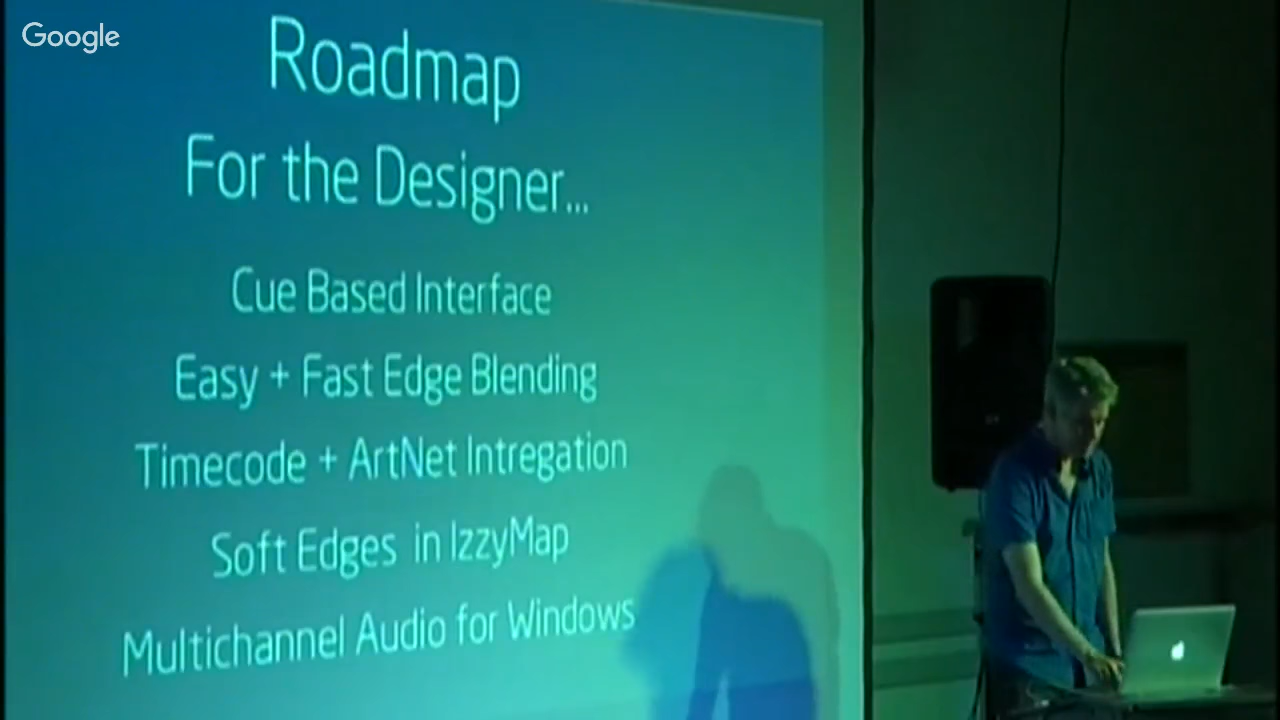 Google
Roadmap
For the Designer...
Cue Based Interface
Easy + Fast Edge Blending
Timecode + ArtNet Intregation
Soft Edges in IzzyMap
Multichannel Audio for Windows